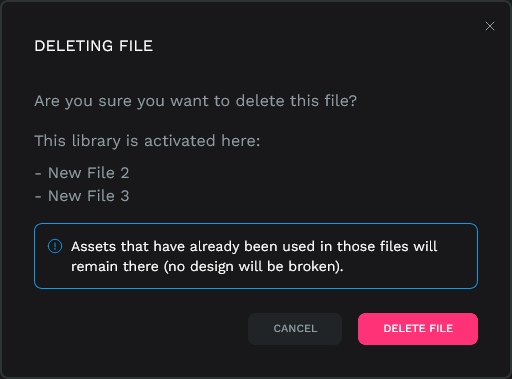 DELETING FILE
Are you sure you want to delete this file?
This library is activated here:
- New File 2
- New File 3
Assets that have already been used in those files will
remain there (no design will be broken).
CANCEL
DELETE FILE